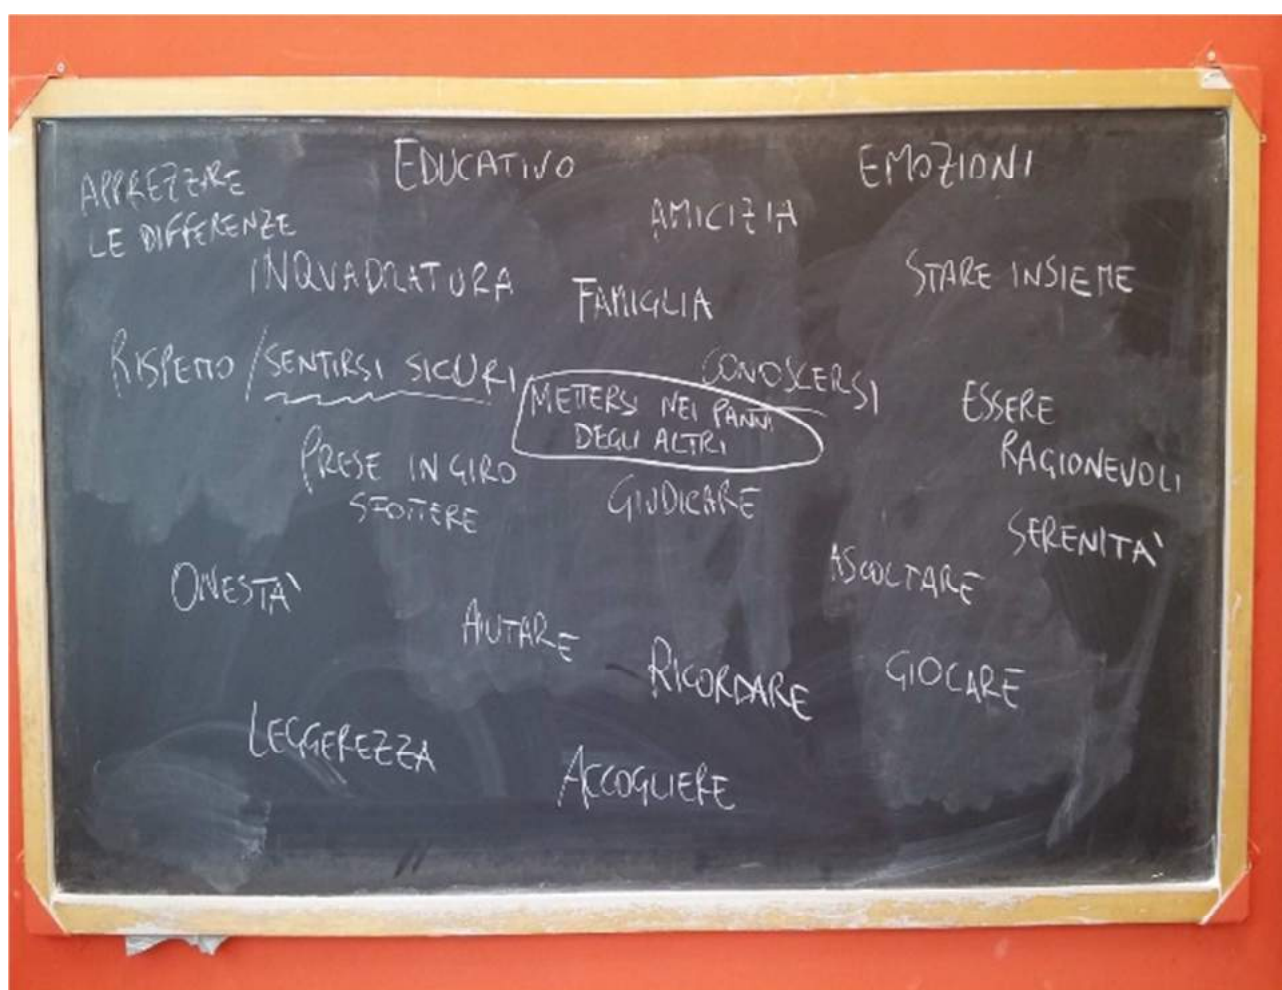 EDUCATIVO
EMOZIONI
APPREZZARE
LE DIFFERENZE
AMICIZIA
INQUADRATURA
FAMIGLIA
STARE INSIEME
RISPETTO / SENTIRSI SICURI
CONOSCERSI
METTERSI NEI PANNI
DEGLI ALTRI
ESSERE
RAGIONEVOLI
PRESE IN GIRO
SFOTTERE
GIUDICARE
SERENITA'
ONESTA'
ASCOLTARE
AIUTARE
RICORDARE
GIOCARE
LEGGEREZZA
ACCOGLIERE